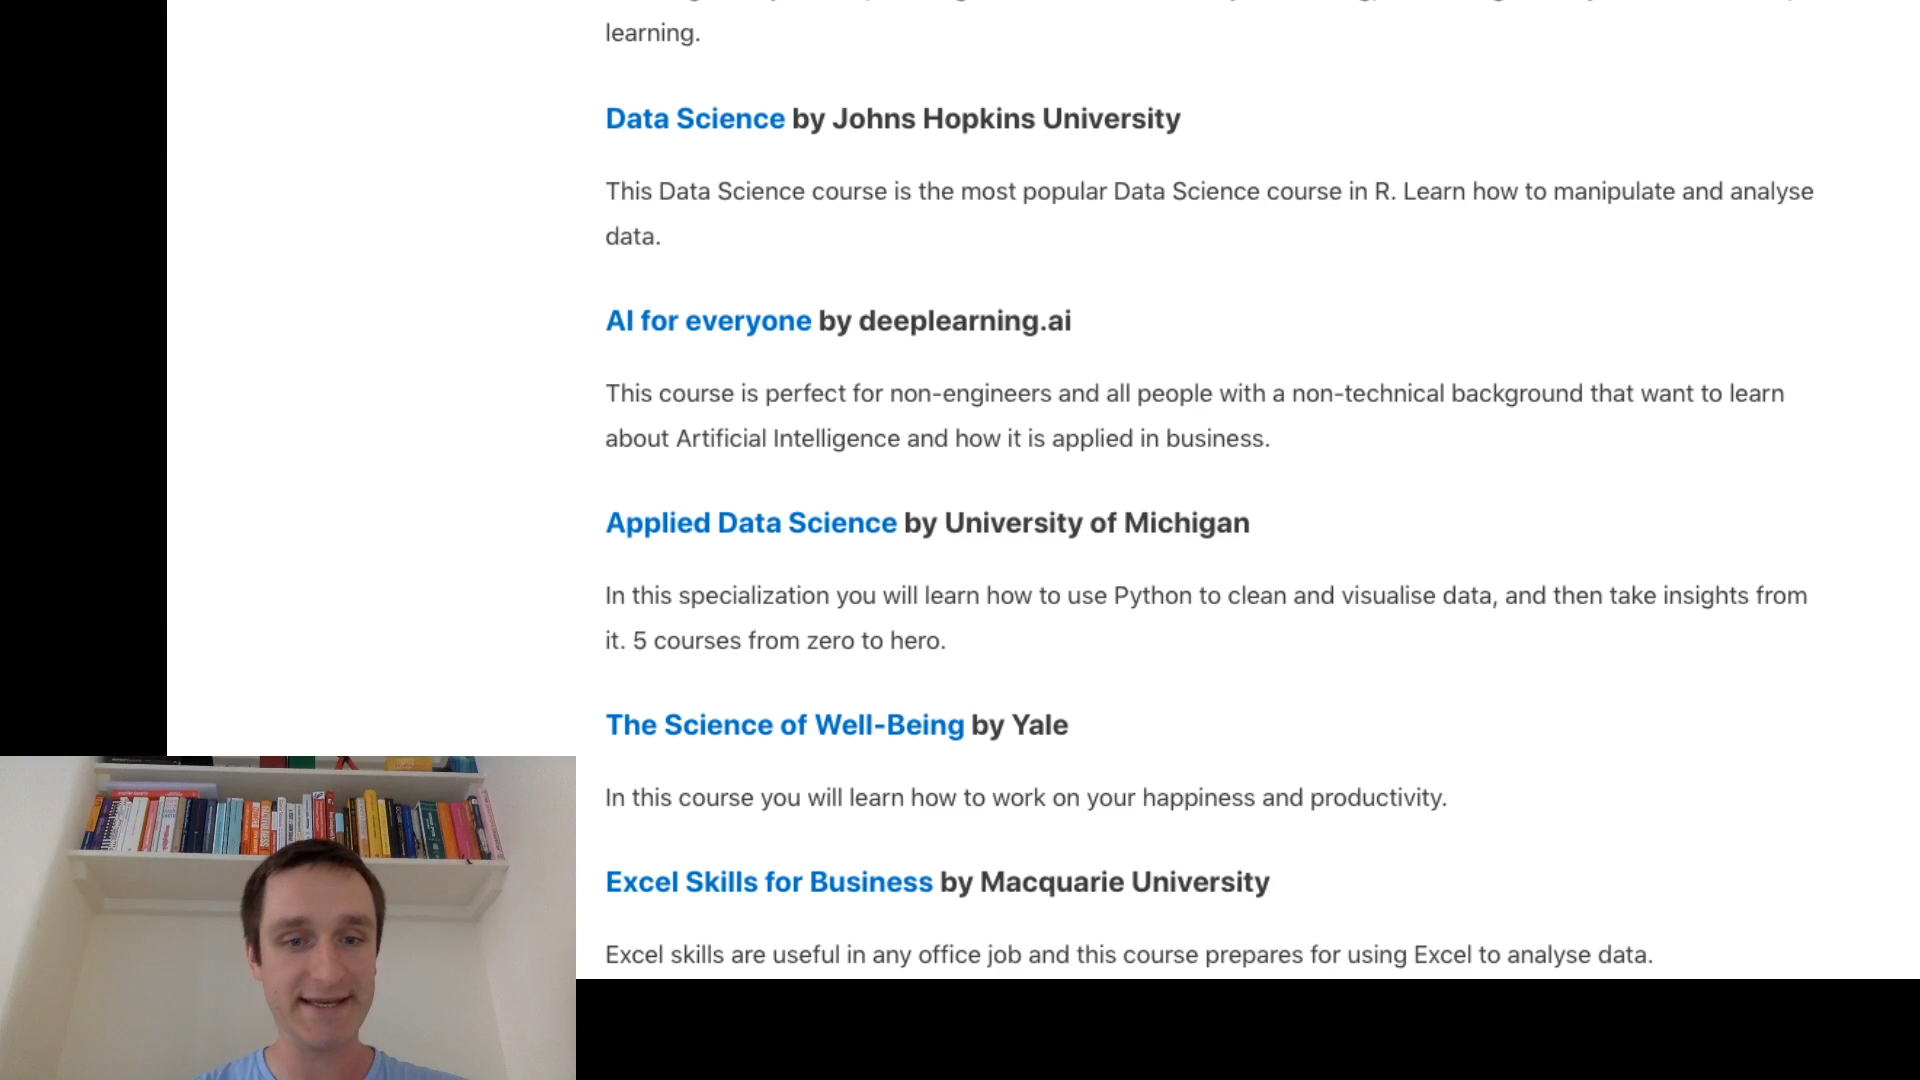 learning.
Data Science by Johns Hopkins University
This Data Science course is the most popular Data Science course in R. Learn how to manipulate and analyse
data.
AI for everyone by deeplearning.ai
This course is perfect for non-engineers and all people with a non-technical background that want to learn
about Artificial Intelligence and how it is applied in business.
Applied Data Science by University of Michigan
In this specialization you will learn how to use Python to clean and visualise data, and then take insights from
it. 5 courses from zero to hero.
The Science of Well-Being by Yale
In this course you will learn how to work on your happiness and productivity.
Excel Skills for Business by Macquarie University
Excel skills are useful in any office job and this course prepares for using Excel to analyse data.